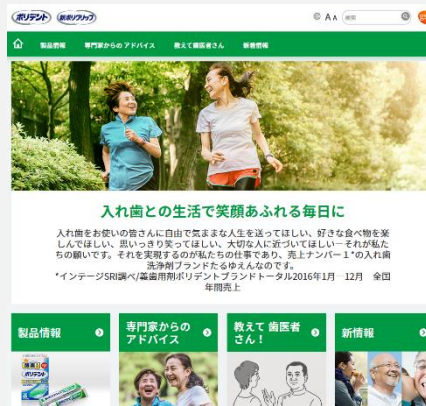 ポリデント 新ポリグリップ
© A A 検索
製品情報 専門家からのアドバイス 教えて歯医者さん 新着情報
入れ歯との生活で笑顔あふれる毎日に
入れ歯をお使いの皆さんに自由で気ままな人生を送ってほしい、好きな食べ物を楽
しんでほしい、思いっきり笑ってほしい、大切な人に近づいてほしい—それが私た
ちの願いです。それを実現するのが私たちの仕事であり、売上ナンバー１*の入れ歯
洗浄剤ブランドたるゆえんなのです。
*インテージSRI調べ/義歯用剤ポリデントブランドトータル2016年1月—12月　全国
年間売上
製品情報
専門家からの
アドバイス
教えて 歯医者
さん！
新情報
ポリデント